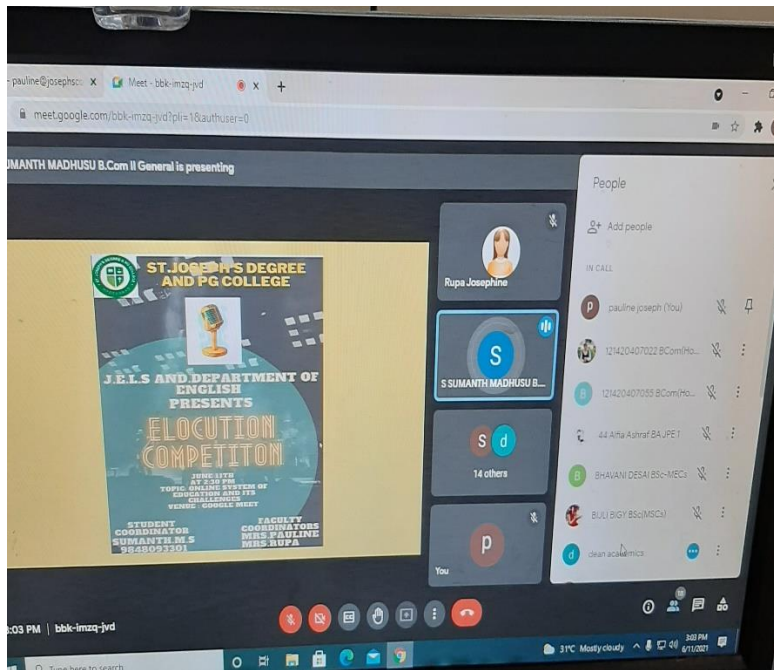 - pauline@josephsc
Meet - bbk-imzq-jvd
meet.google.com/bbk-imzq-jvd?pli=1&authuser=0
UMANTH MADHUSU B.Com II General is presenting
ST.JOSEPH'S DEGREE
AND PG COLLEGE
J.E.L.S AND DEPARTMENT OF
ENGLISH
PRESENTS
ELOCUTION
COMPETITON
JUNE 11TH
AT 2:30 PM
TOPIC: ONLINE SYSTEM OF
EDUCATION AND ITS
CHALLENGES
VENUE : GOOGLE MEET
STUDENT
COORDINATOR
SUMANTH.M.S
9848093301
FACULTY
COORDINATORS
MRS.PAULINE
MRS RUPA
Rupa Josephine
S
S SUMANTH MADHUSU B....
S d
14 others
p
You
People
Add people
IN CALL
p
pauline joseph (You)
121420407022 BCom(Ho...
B
121420407055 BCom(Ho...
44 Alfia Ashraf BAJPE 1
B
BHAVANI DESAI BSc-MECs
BULI BIGY BSc(MSCs)
d
dean academics
:03 PM | bbk-imzq-jvd
18
Type here to search
31°C Mostly cloudy
3:03 PM
6/11/2021